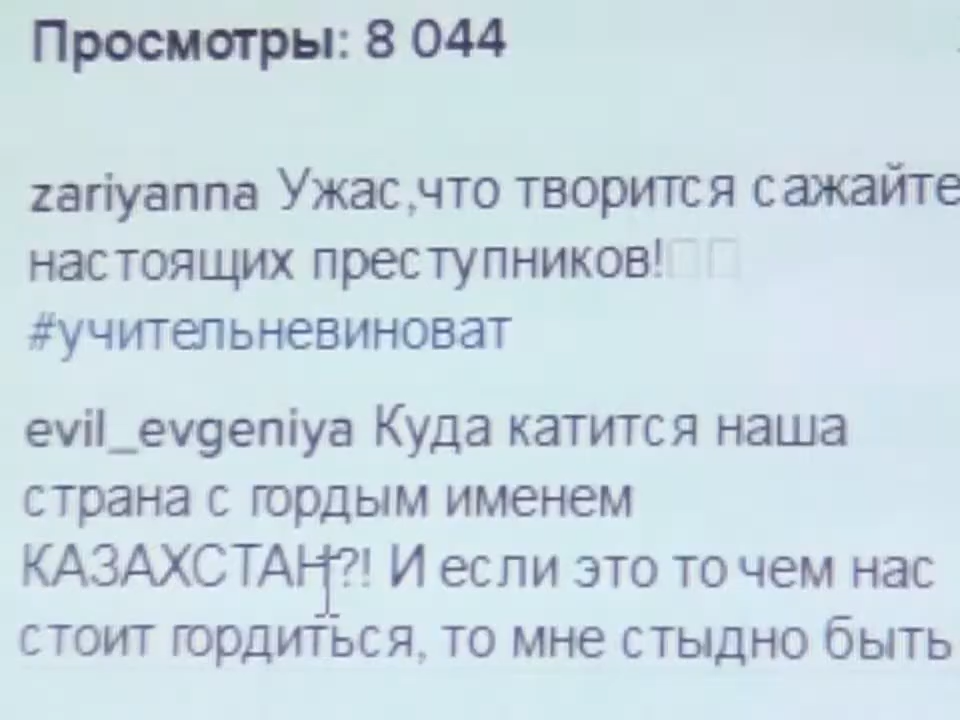 Просмотры: 8 044
zariyanna Ужас,что творится сажайте
настоящих преступников!
#учительневиноват
evil_evgeniya Куда катится наша
страна с гордым именем
КАЗАХСТАН?! И если это то чем нас
стоит гордиться, то мне стыдно быть